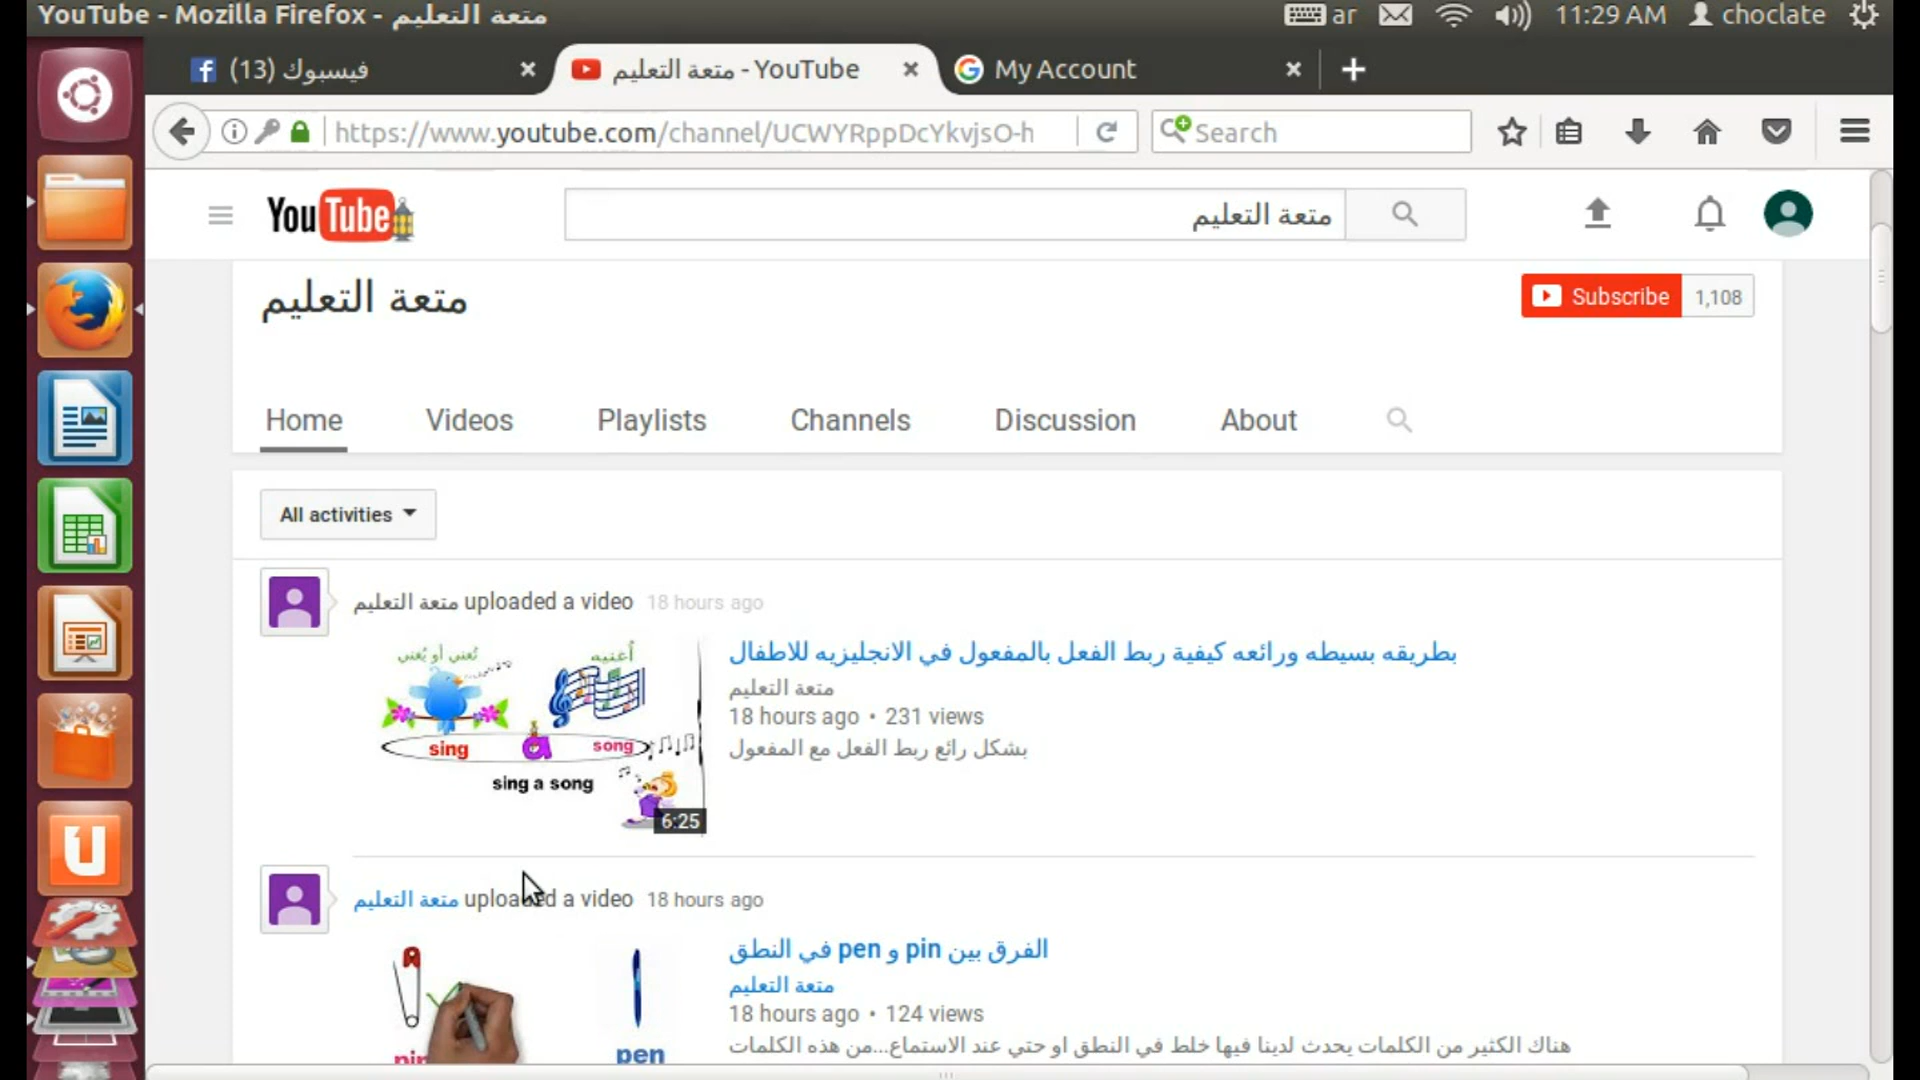 متعة التعليم - YouTube - Mozilla Firefox
ar
11:29 AM
choclate
فيسبوك (13)
متعة التعليم - YouTube
My Account
https://www.youtube.com/channel/UCWYRppDcYkvjsO-h
Search
YouTube
متعة التعليم
متعة التعليم
Subscribe 1,108
Home Videos Playlists Channels Discussion About
All activities
متعة التعليم uploaded a video 18 hours ago
تُغني أو يُغني
أغنيه
sing a song
sing a song
6:25
بطريقه بسيطه ورائعه كيفية ربط الفعل بالمفعول في الانجليزيه للاطفال
متعة التعليم
18 hours ago • 231 views
بشكل رائع ربط الفعل مع المفعول
متعة التعليم uploaded a video 18 hours ago
pen
الفرق بين pin و pen في النطق
متعة التعليم
18 hours ago • 124 views
هناك الكثير من الكلمات يحدث لدينا فيها خلط في النطق او حتي عند الاستماع...من هذه الكلمات